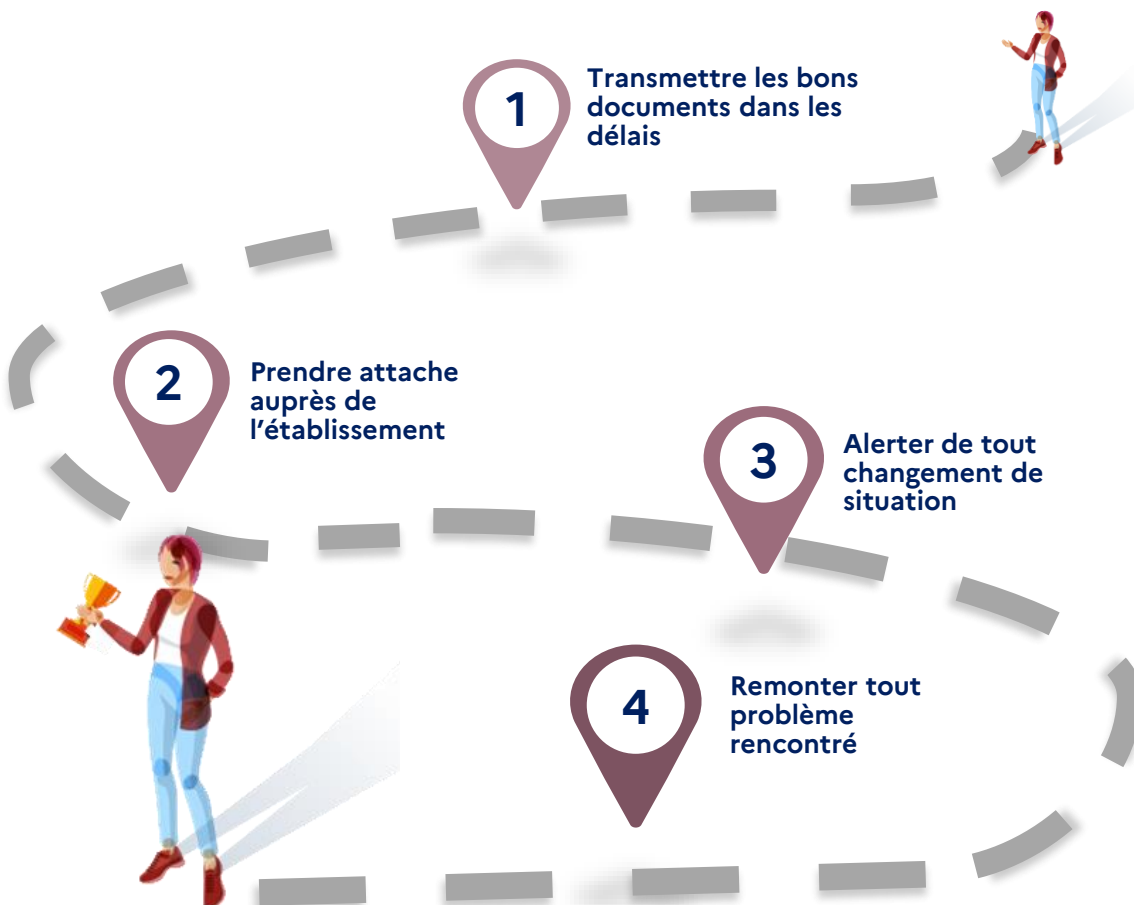 1
Transmettre les bons
documents dans les
délais
2
Prendre attache
auprès de
l’établissement
3
Alerter de tout
changement de
situation
4
Remonter tout
problème
rencontré